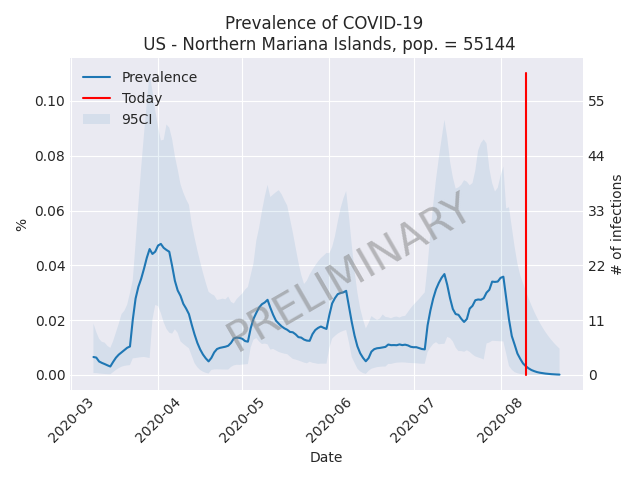 Prevalence of COVID-19
US - Northern Mariana Islands, pop. = 55144
Prevalence
Today
95CI
0.10
0.08
0.06
0.04
0.02
0.00
%
55
44
33
22
11
0
# of infections
PRELIMINARY
2020-03
2020-04
2020-05
2020-06
2020-07
2020-08
Date